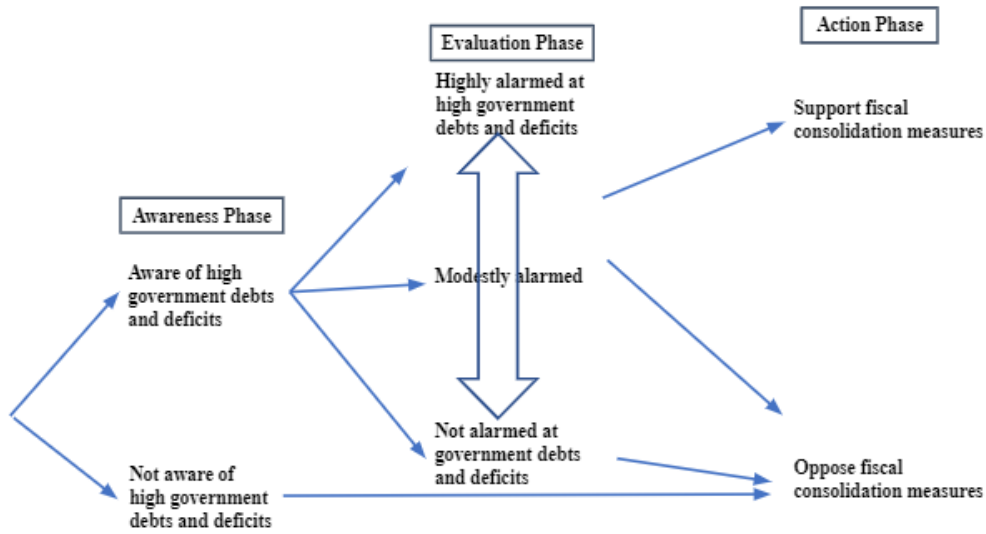 Awareness Phase
Aware of high
government debts
and deficits
Not aware of
high government
debts and deficits
Evaluation Phase
Highly alarmed at
high government
debts and deficits
Modestly alarmed
Not alarmed at
government debts
and deficits
Action Phase
Support fiscal
consolidation measures
Oppose fiscal
consolidation measures